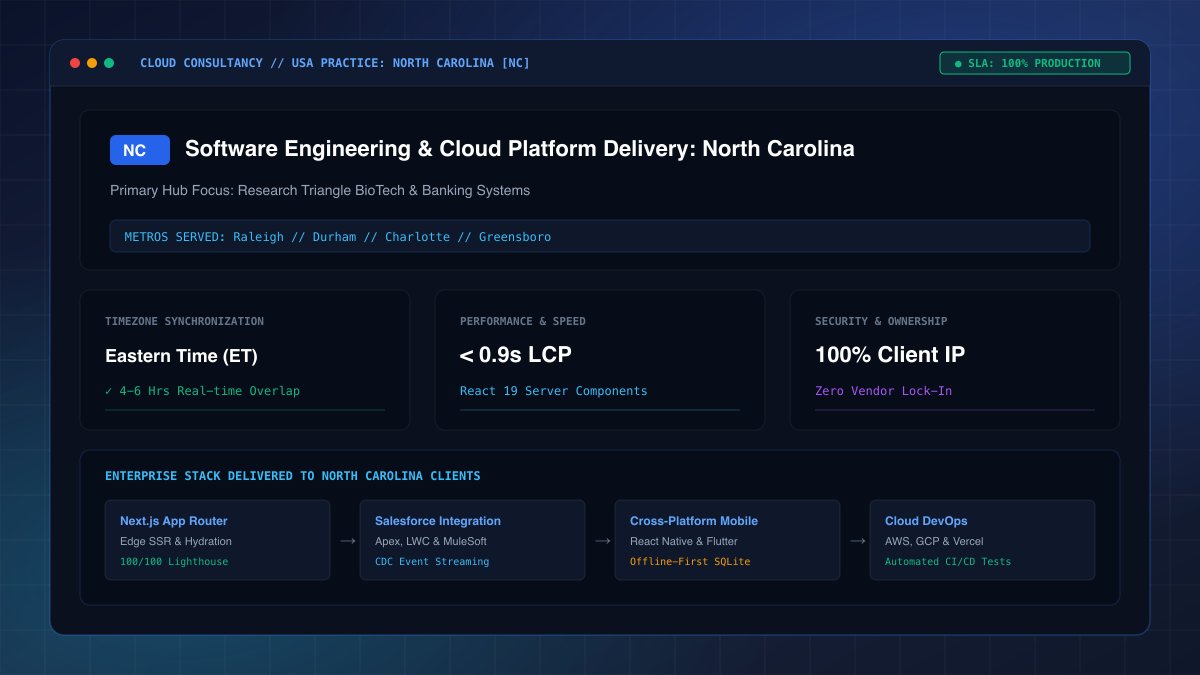 CLOUD CONSULTANCY // USA PRACTICE: NORTH CAROLINA [NC]
● SLA: 100% PRODUCTION
NC
Software Engineering & Cloud Platform Delivery: North Carolina
Primary Hub Focus: Research Triangle BioTech & Banking Systems
METROS SERVED: Raleigh // Durham // Charlotte // Greensboro
TIMEZONE SYNCHRONIZATION
Eastern Time (ET)
✓ 4–6 Hrs Real-time Overlap
PERFORMANCE & SPEED
< 0.9s LCP
React 19 Server Components
SECURITY & OWNERSHIP
100% Client IP
Zero Vendor Lock-In
ENTERPRISE STACK DELIVERED TO NORTH CAROLINA CLIENTS
Next.js App Router
Edge SSR & Hydration
100/100 Lighthouse
→
Salesforce Integration
Apex, LWC & MuleSoft
CDC Event Streaming
→
Cross-Platform Mobile
React Native & Flutter
Offline-First SQLite
→
Cloud DevOps
AWS, GCP & Vercel
Automated CI/CD Tests